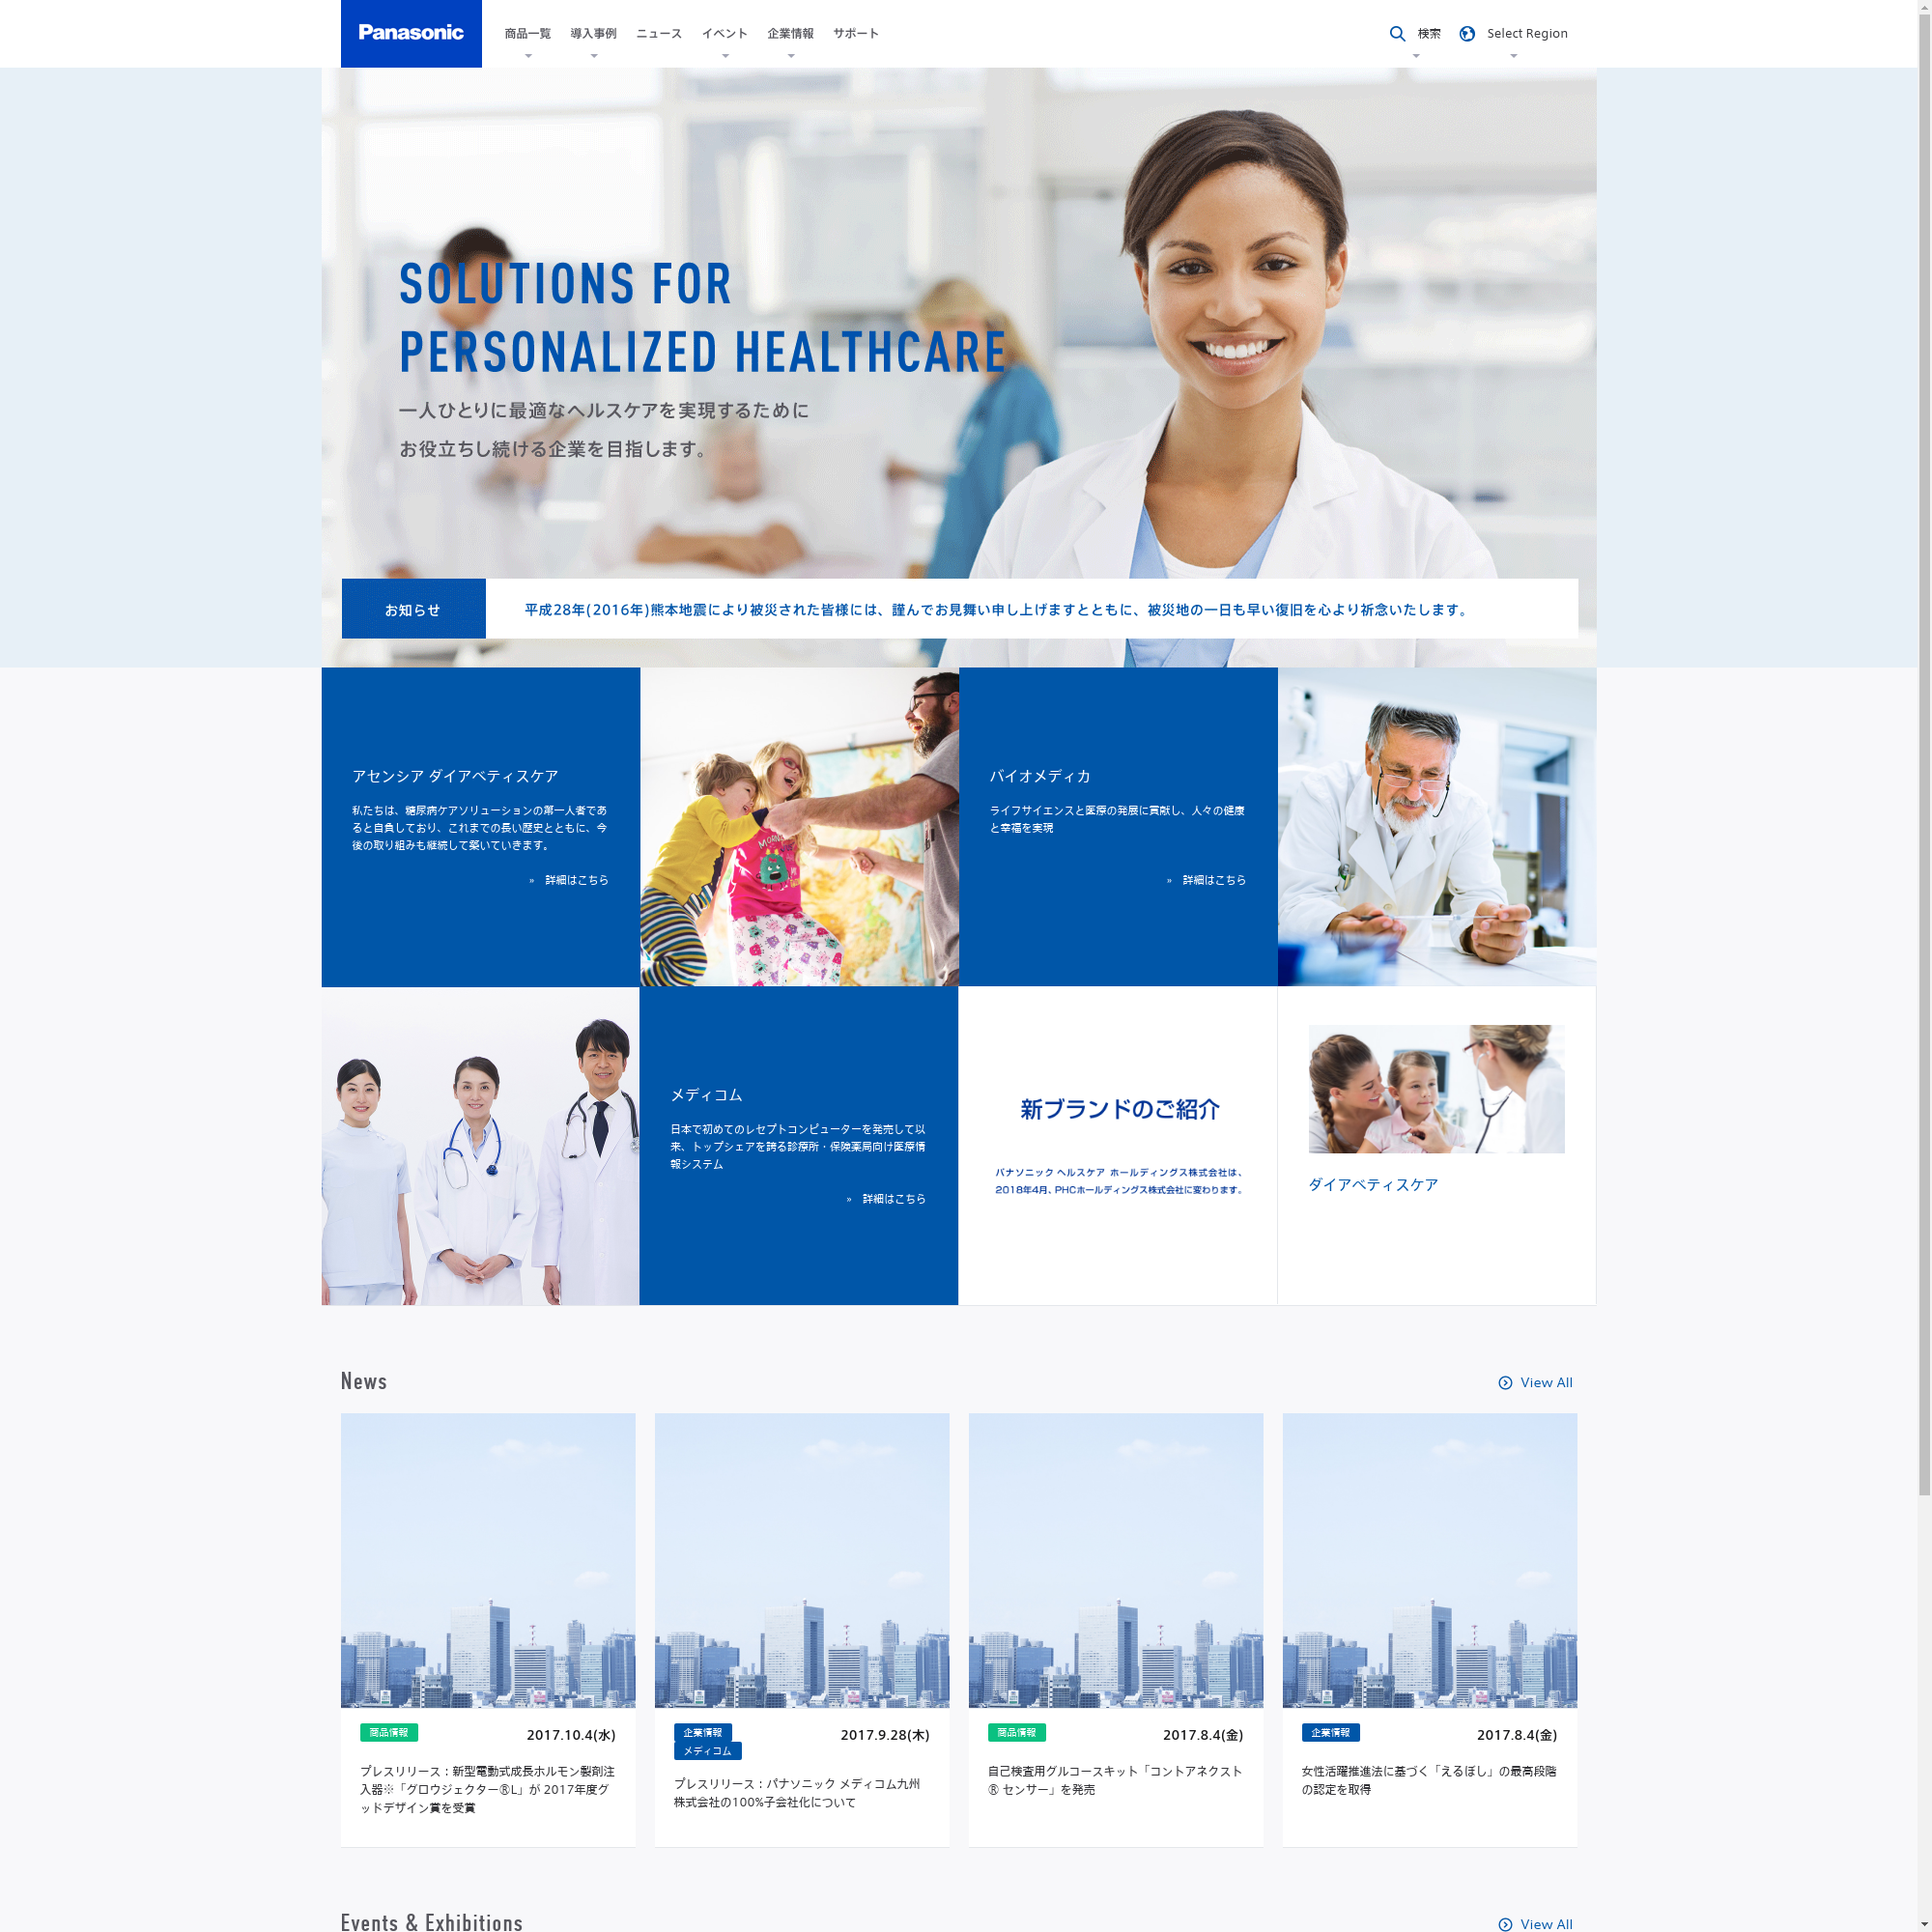 Panasonic
商品一覧 導入事例 ニュース イベント 企業情報 サポート
検索 Select Region
SOLUTIONS FOR
PERSONALIZED HEALTHCARE
一人ひとりに最適なヘルスケアを実現するために
お役立ちし続ける企業を目指します。
お知らせ
平成28年(2016年)熊本地震により被災された皆様には、謹んでお見舞い申し上げますとともに、被災地の一日も早い復旧を心より祈念いたします。
アセンシア ダイアベティスケア
私たちは、糖尿病ケアソリューションの第一人者であ
ると自負しており、これまでの長い歴史とともに、今
後の取り組みも継続して築いていきます。
» 詳細はこちら
バイオメディカ
ライフサイエンスと医療の発展に貢献し、人々の健康
と幸福を実現
» 詳細はこちら
メディコム
日本で初めてのレセプトコンピューターを発売して以
来、トップシェアを誇る診療所・保険薬局向け医療情
報システム
» 詳細はこちら
新ブランドのご紹介
パナソニック ヘルスケア ホールディングス株式会社は、
2018年4月、PHCホールディングス株式会社に変わります。
ダイアベティスケア
News
View All
商品情報
2017.10.4(水)
プレスリリース：新型電動式成長ホルモン製剤注
入器※「グロウジェクター®L」が 2017年度グ
ッドデザイン賞を受賞
企業情報
メディコム
2017.9.28(木)
プレスリリース：パナソニック メディコム九州
株式会社の100%子会社化について
商品情報
2017.8.4(金)
自己検査用グルコースキット「コントアネクスト
® センサー」を発売
企業情報
2017.8.4(金)
女性活躍推進法に基づく「えるぼし」の最高段階
の認定を取得
Events & Exhibitions
View All